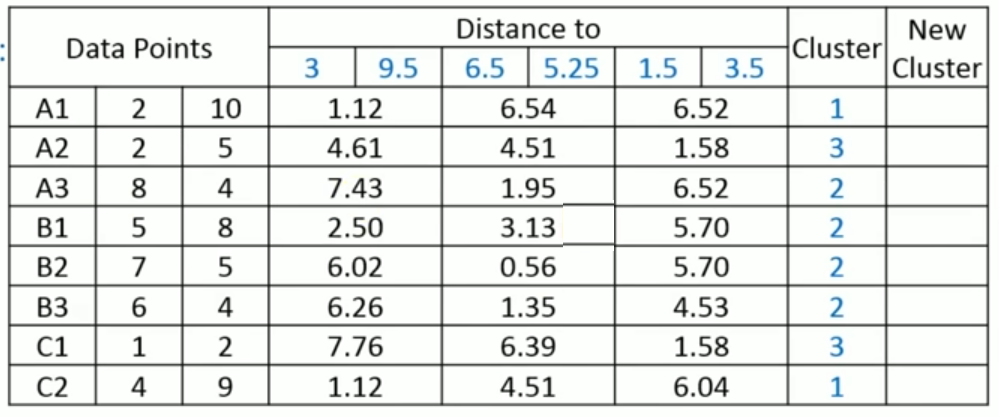 :
Data Points Distance to Cluster New Cluster
3 9.5 6.5 5.25 1.5 3.5
A1 2 10 1.12 6.54 6.52 1
A2 2 5 4.61 4.51 1.58 3
A3 8 4 7.43 1.95 6.52 2
B1 5 8 2.50 3.13 5.70 2
B2 7 5 6.02 0.56 5.70 2
B3 6 4 6.26 1.35 4.53 2
C1 1 2 7.76 6.39 1.58 3
C2 4 9 1.12 4.51 6.04 1